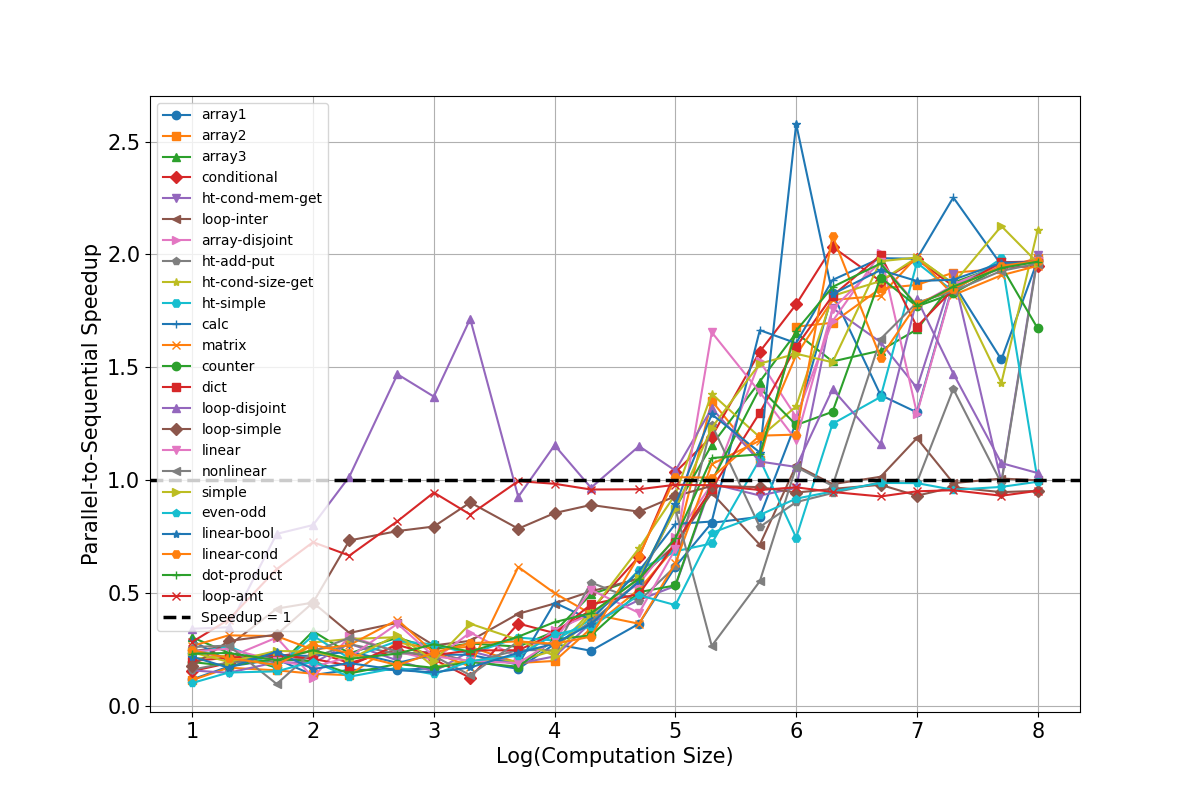 Parallel-to-Sequential Speedup
2.5
2.0
1.5
1.0
0.5
0.0
array1
array2
array3
conditional
ht-cond-mem-get
loop-inter
array-disjoint
ht-add-put
ht-cond-size-get
ht-simple
calc
matrix
counter
dict
loop-disjoint
loop-simple
linear
nonlinear
simple
even-odd
linear-bool
linear-cond
dot-product
loop-amt
Speedup = 1
1 2 3 4 5 6 7 8
Log(Computation Size)